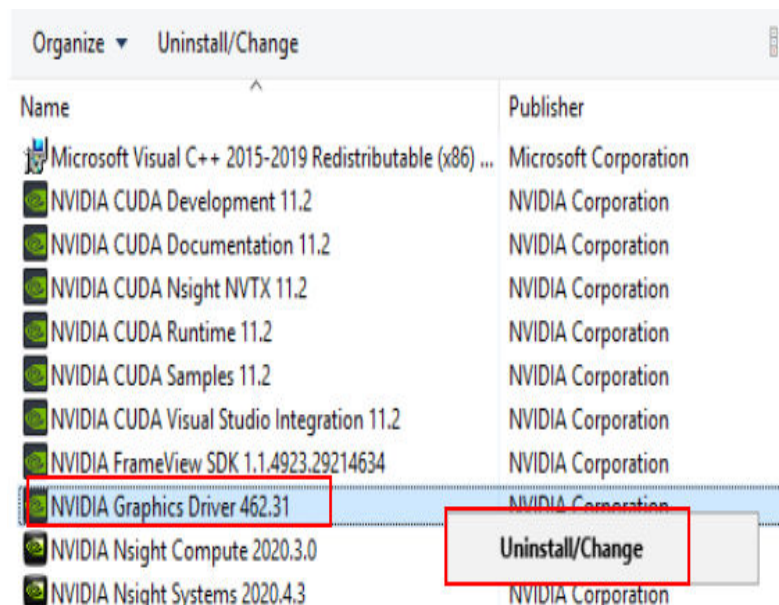 Organize Uninstall/Change
Name Publisher
Microsoft Visual C++ 2015-2019 Redistributable (x86) ... Microsoft Corporation
NVIDIA CUDA Development 11.2 NVIDIA Corporation
NVIDIA CUDA Documentation 11.2 NVIDIA Corporation
NVIDIA CUDA Nsight NVTX 11.2 NVIDIA Corporation
NVIDIA CUDA Runtime 11.2 NVIDIA Corporation
NVIDIA CUDA Samples 11.2 NVIDIA Corporation
NVIDIA CUDA Visual Studio Integration 11.2 NVIDIA Corporation
NVIDIA FrameView SDK 1.1.4923.29214634 NVIDIA Corporation
NVIDIA Graphics Driver 462.31 NVIDIA Corporation
NVIDIA Nsight Compute 2020.3.0 Uninstall/Change
NVIDIA Nsight Systems 2020.4.3 NVIDIA Corporation